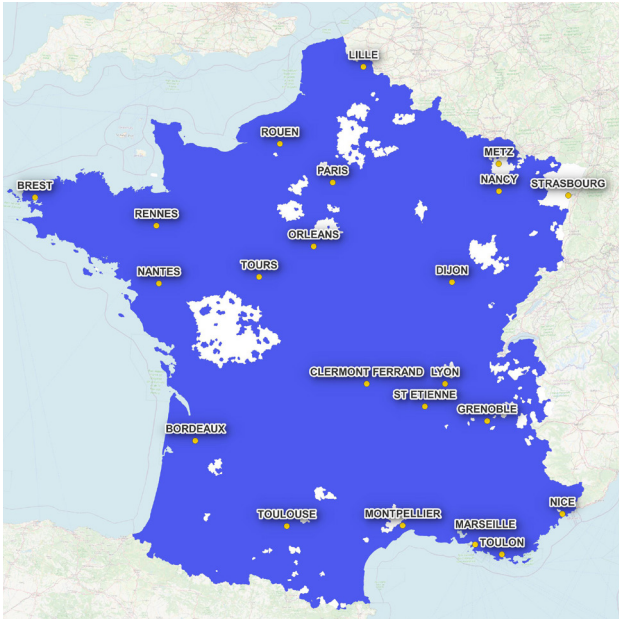 LILLE
ROUEN
METZ
PARIS
NANCY
STRASBOURG
BREST
RENNES
ORLEANS
TOURS
NANTES
DIJON
CLERMONT FERRAND
LYON
ST ETIENNE
GRENOBLE
BORDEAUX
NICE
TOULOUSE
MONTPELLIER
MARSEILLE
TOULON